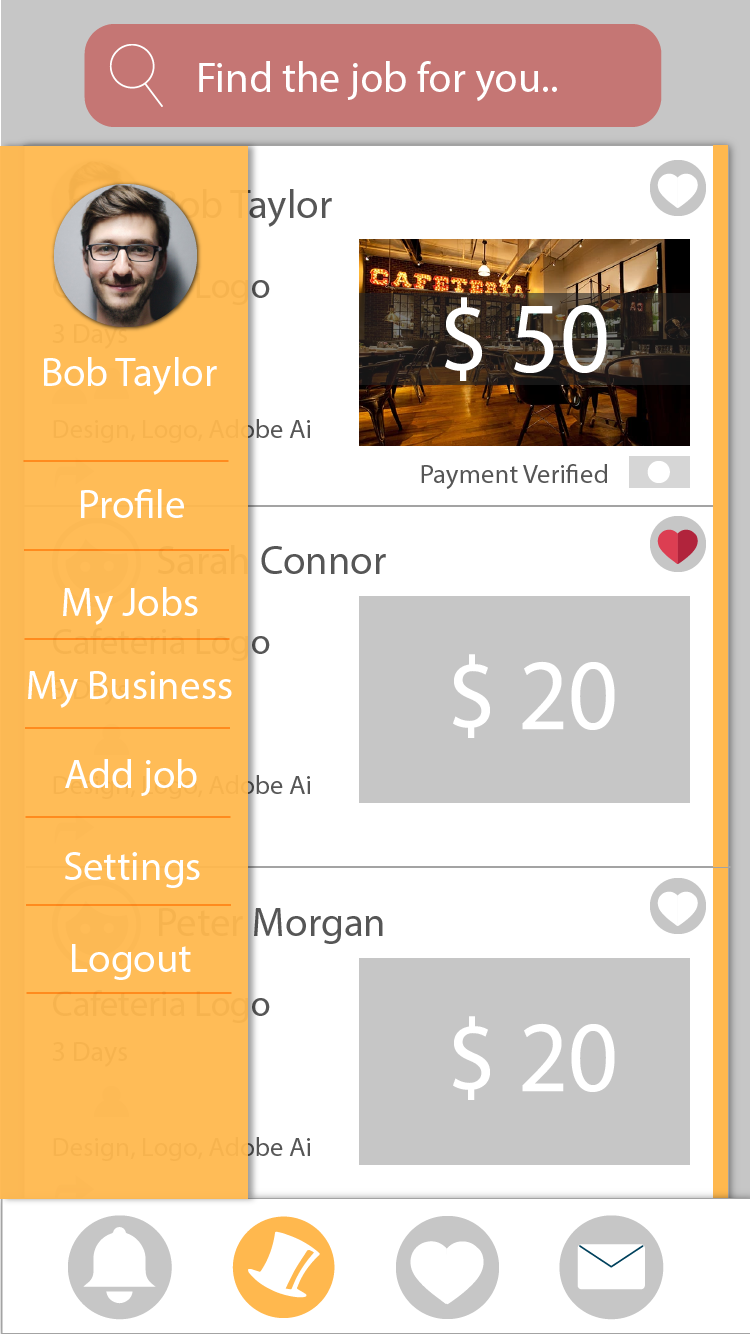 Find the job for you..
Bob Taylor
Cafeteria Logo
3 Days
Design, Logo, Adobe Ai
CAFETERIA
$ 50
Payment Verified
Bob Taylor
Profile
My Jobs
My Business
Add job
Settings
Logout
Sarah Connor
Cafeteria Logo
3 Days
Design, Logo, Adobe Ai
$ 20
Peter Morgan
Cafeteria Logo
3 Days
Design, Logo, Adobe Ai
$ 20